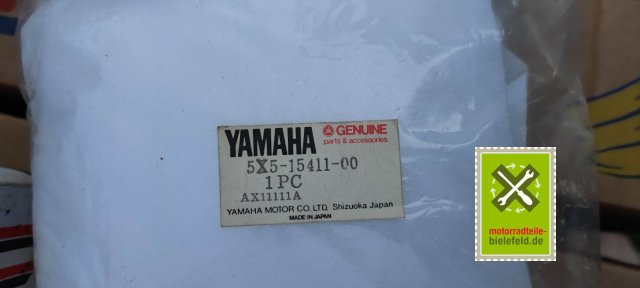 YAMAHA
GENUINE
parts & accessories
5X5-15411-00
1PC
AX11111A
YAMAHA MOTOR CO., LTD. Shizuoka Japan
MADE IN JAPAN
motorradteile-
bielefeld.de